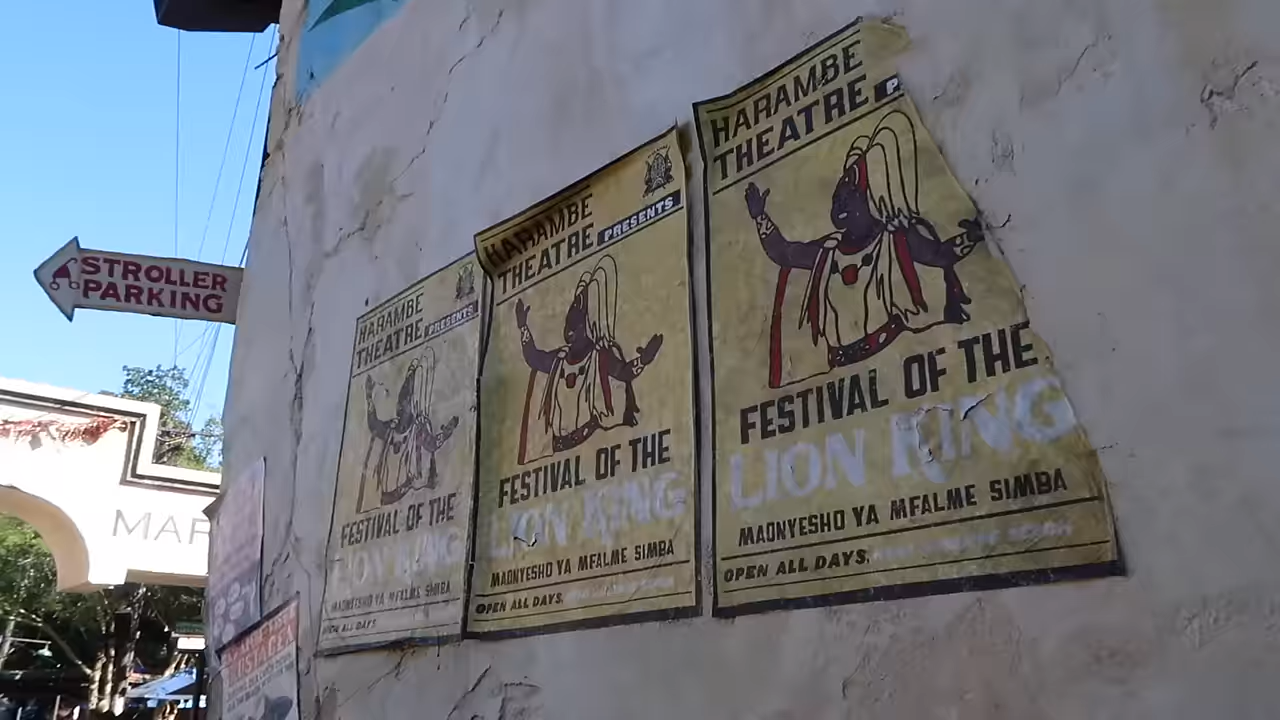 STROLLER
PARKING
MAR
HARAMBE
THEATRE PRESENTS
FESTIVAL OF THE
LION KING
MAONYESHO YA MFALME SIMBA
OPEN ALL DAYS
HARAMBE
THEATRE PRESENTS
FESTIVAL OF THE
LION KING
MAONYESHO YA MFALME SIMBA
OPEN ALL DAYS.
HARAMBE
THEATRE P
FESTIVAL OF THE
LION KING
MAONYESHO YA MFALME SIMBA
OPEN ALL DAYS.